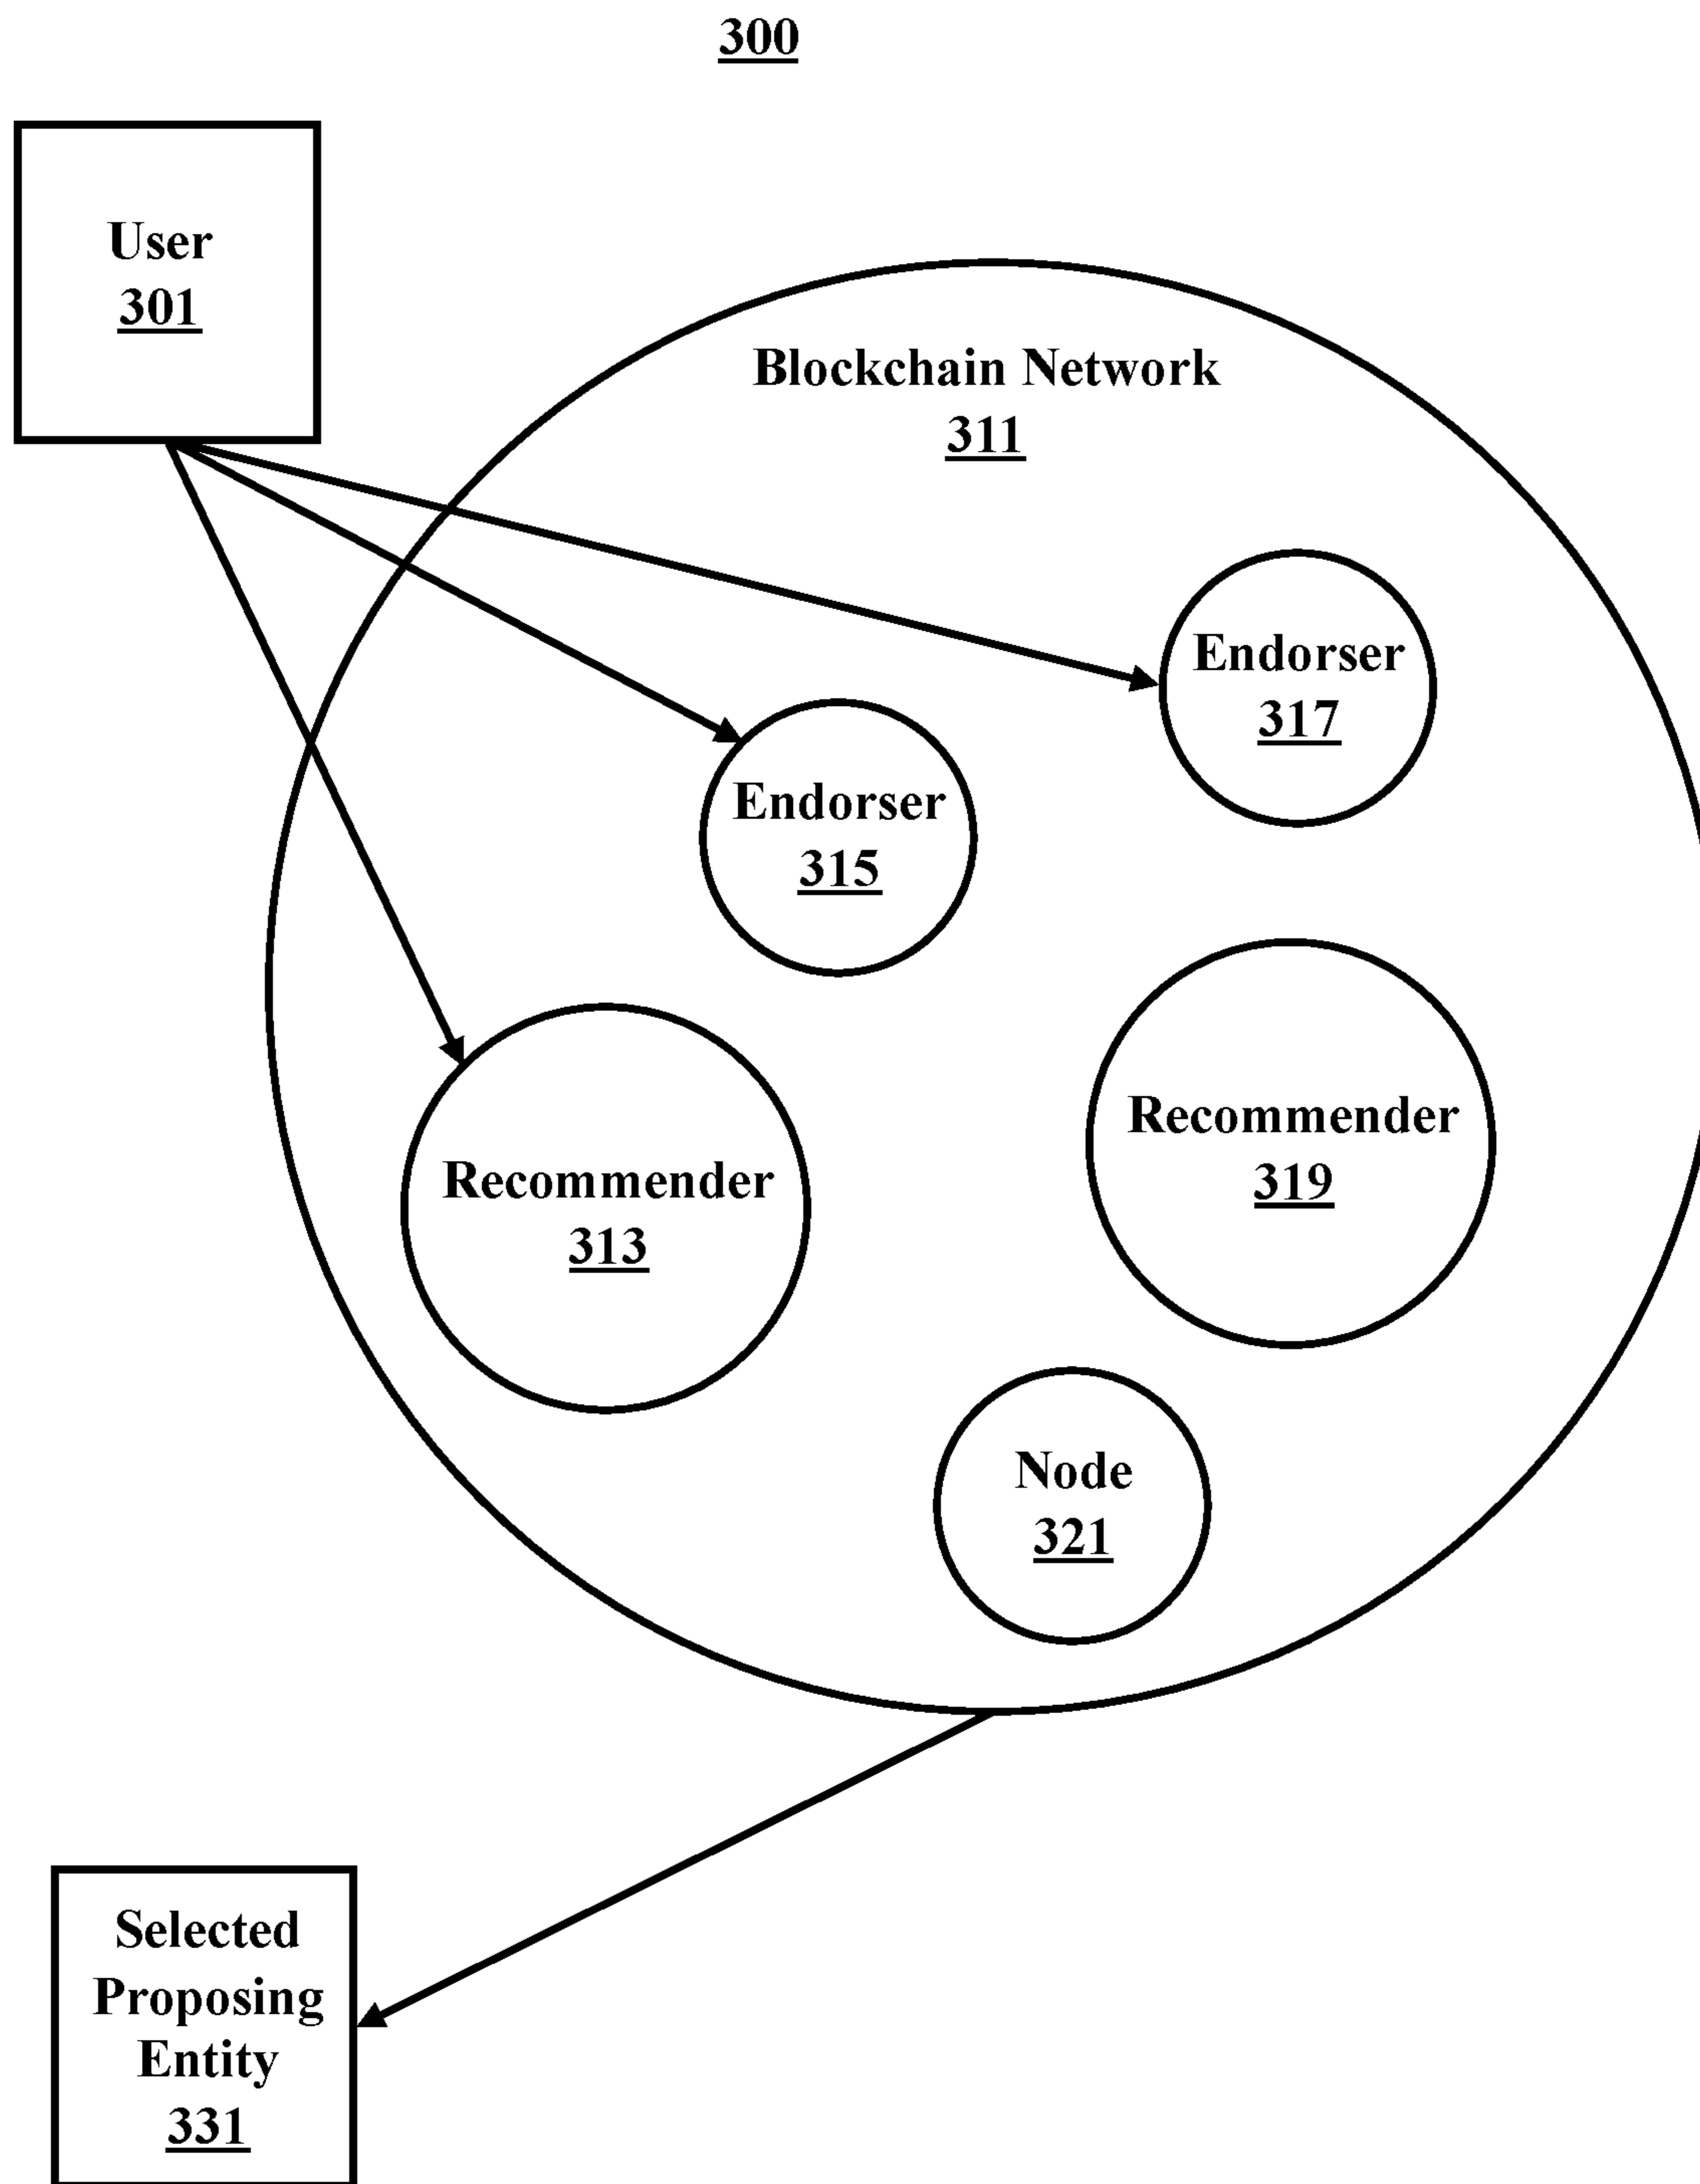 300
User
301
Blockchain Network
311
Endorser
317
Endorser
315
Recommender
319
Recommender
313
Node
321
Selected
Proposing
Entity
331